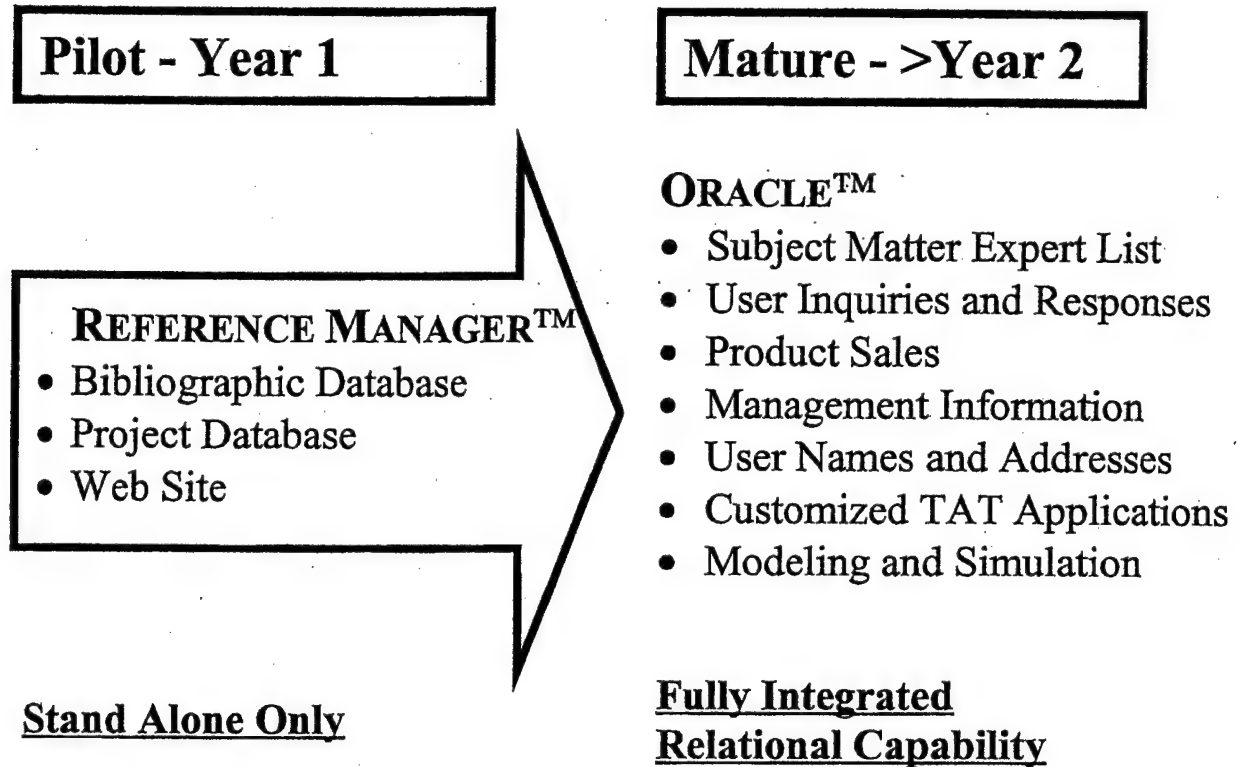 Pilot - Year 1
REFERENCE MANAGER™
• Bibliographic Database
• Project Database
• Web Site
Stand Alone Only
Mature - >Year 2
ORACLE™
• Subject Matter Expert List
• User Inquiries and Responses
• Product Sales
• Management Information
• User Names and Addresses
• Customized TAT Applications
• Modeling and Simulation
Fully Integrated
Relational Capability